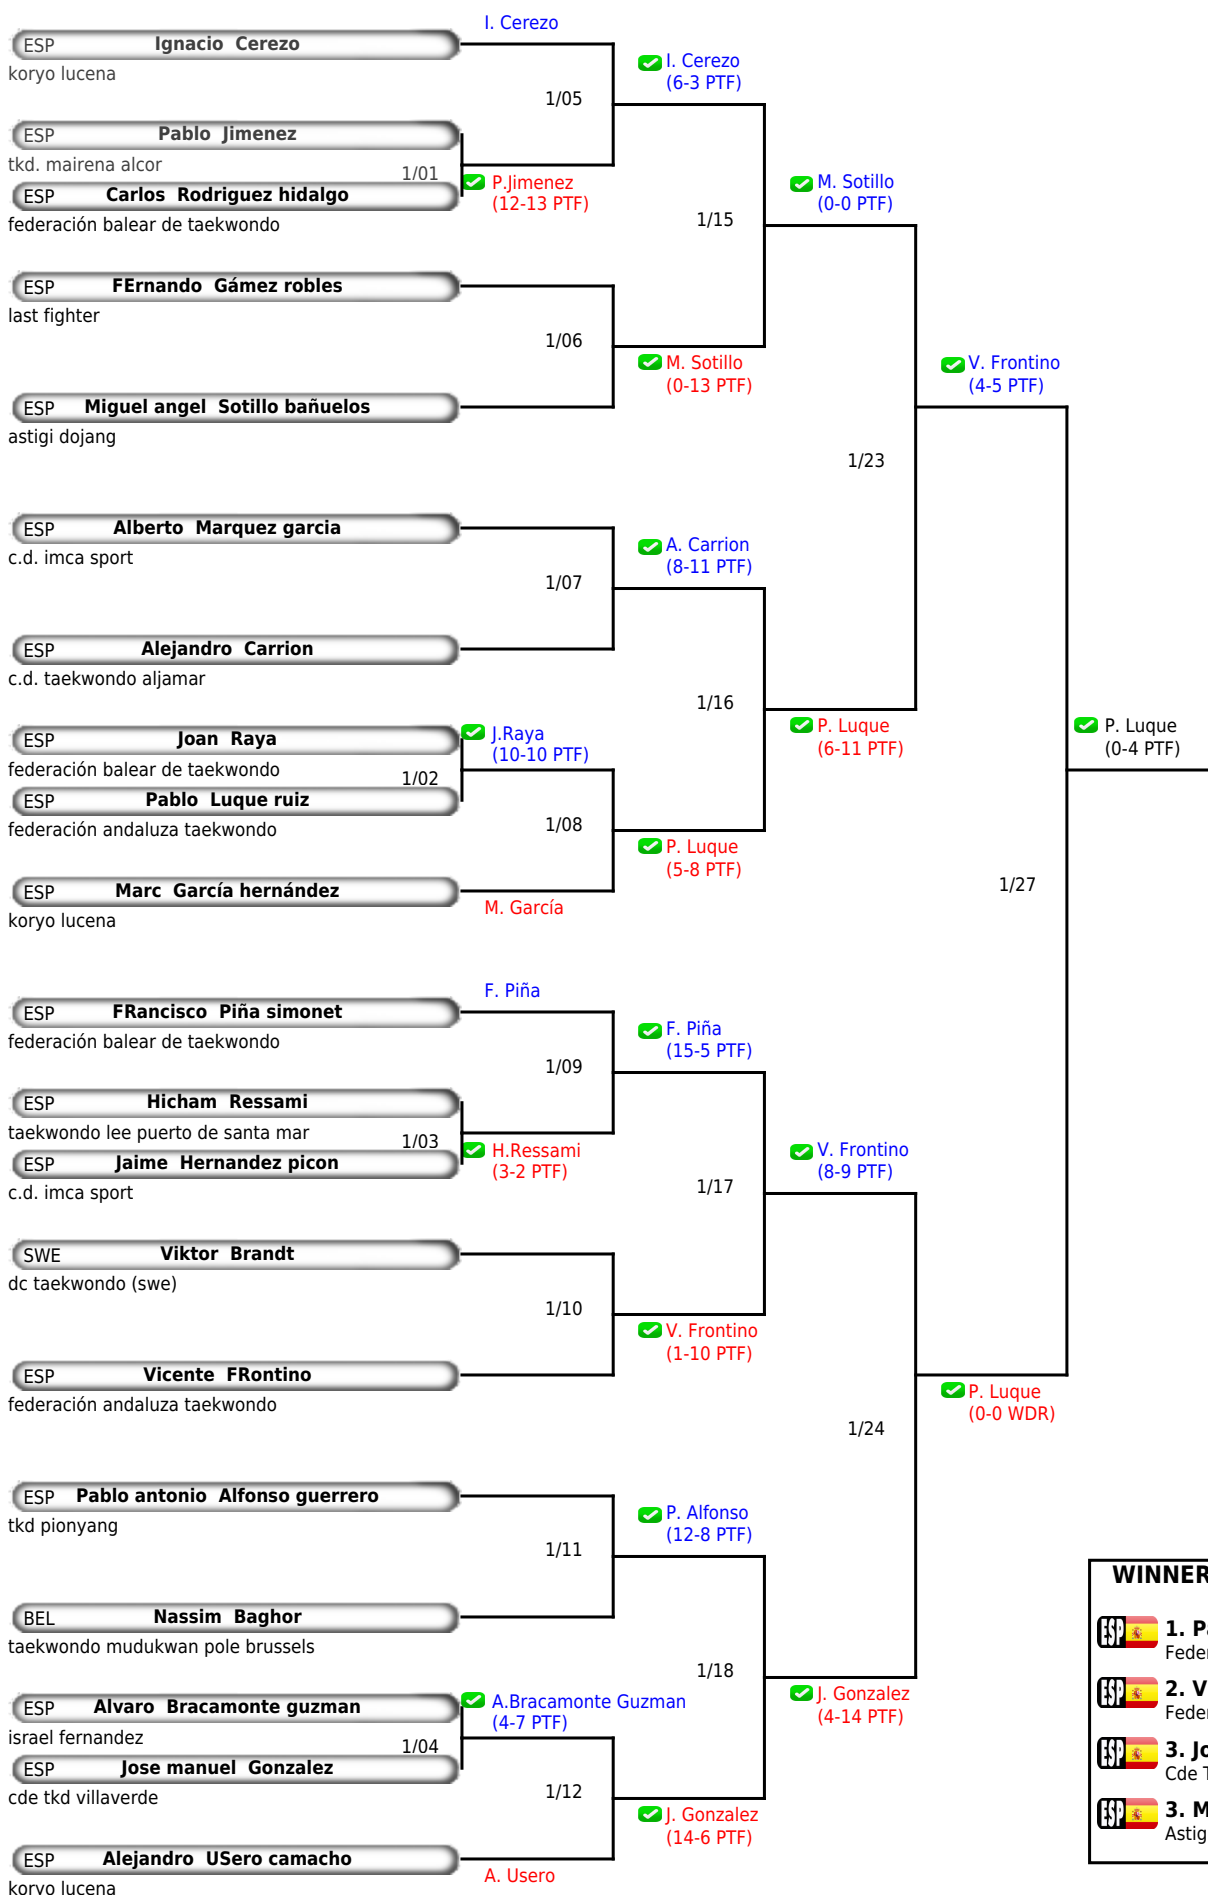 I. Cerezo
ESP Ignacio Cerezo
koryo lucena
I. Cerezo
(6-3 PTF)
1/05
ESP Pablo Jimenez
tkd. mairena alcor
1/01
P.Jimenez
(12-13 PTF)
ESP Carlos Rodriguez hidalgo
federación balear de taekwondo
M. Sotillo
(0-0 PTF)
1/15
ESP FErnando Gámez robles
last fighter
1/06
M. Sotillo
(0-13 PTF)
V. Frontino
(4-5 PTF)
ESP Miguel angel Sotillo bañuelos
astigi dojang
1/23
ESP Alberto Marquez garcia
c.d. imca sport
A. Carrion
(8-11 PTF)
1/07
ESP Alejandro Carrion
c.d. taekwondo aljamar
1/16
ESP Joan Raya
federación balear de taekwondo
1/02
J.Raya
(10-10 PTF)
P. Luque
(6-11 PTF)
P. Luque
(0-4 PTF)
ESP Pablo Luque ruiz
federación andaluza taekwondo
1/08
P. Luque
(5-8 PTF)
ESP Marc García hernández
koryo lucena
M. García
1/27
F. Piña
ESP FRancisco Piña simonet
federación balear de taekwondo
F. Piña
(15-5 PTF)
1/09
ESP Hicham Ressami
taekwondo lee puerto de santa mar
1/03
H.Ressami
(3-2 PTF)
ESP Jaime Hernandez picon
c.d. imca sport
V. Frontino
(8-9 PTF)
1/17
SWE Viktor Brandt
dc taekwondo (swe)
1/10
V. Frontino
(1-10 PTF)
ESP Vicente FRontino
federación andaluza taekwondo
P. Luque
(0-0 WDR)
1/24
ESP Pablo antonio Alfonso guerrero
tkd pionyang
P. Alfonso
(12-8 PTF)
1/11
BEL Nassim Baghor
taekwondo mudukwan pole brussels
1/18
ESP Alvaro Bracamonte guzman
israel fernandez
1/04
A.Bracamonte Guzman
(4-7 PTF)
J. Gonzalez
(4-14 PTF)
ESP Jose manuel Gonzalez
cde tkd villaverde
1/12
J. Gonzalez
(14-6 PTF)
ESP Alejandro USero camacho
koryo lucena
A. Usero
WINNER
ESP 1. Pa
Feder
ESP 2. V
Feder
ESP 3. Jo
Cde T
ESP 3. M
Astig